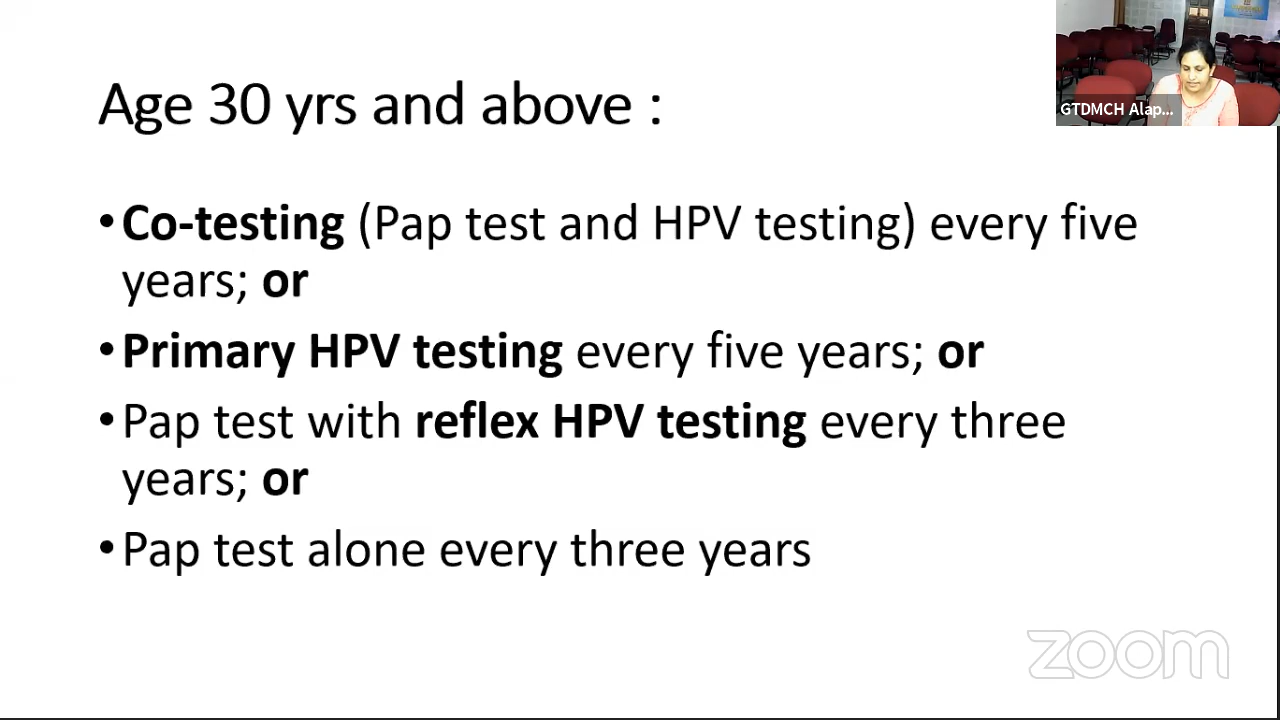 Age 30 yrs and above :
GTDMCH Alap...
•Co-testing (Pap test and HPV testing) every five
years; or
•Primary HPV testing every five years; or
•Pap test with reflex HPV testing every three
years; or
•Pap test alone every three years
zoom